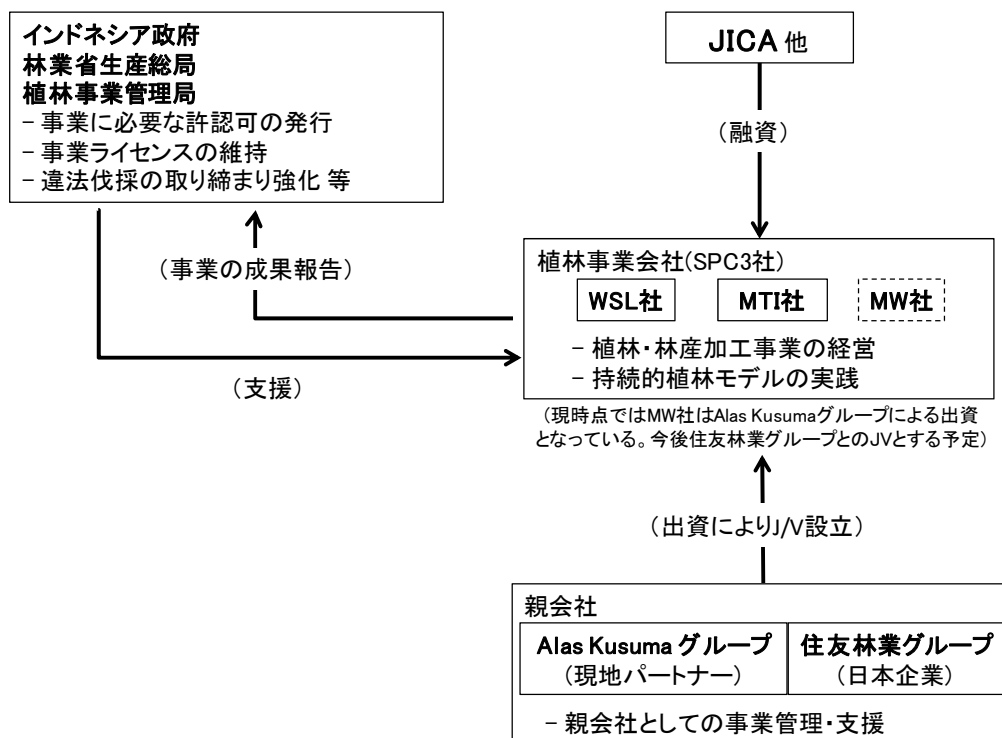 インドネシア政府
林業省生産総局
植林事業管理局
- 事業に必要な許認可の発行
- 事業ライセンスの維持
- 違法伐採の取り締まり強化 等
JICA 他
(融資)
(事業の成果報告)
(支援)
植林事業会社(SPC3社)
WSL社 MTI社 MW社
- 植林・林産加工事業の経営
- 持続的植林モデルの実践
(現時点ではMW社はAlas Kusumaグループによる出資
となっている。今後住友林業グループとのJVとする予定)
(出資によりJ/V設立)
親会社
Alas Kusuma グループ
(現地パートナー)
住友林業グループ
(日本企業)
- 親会社としての事業管理・支援